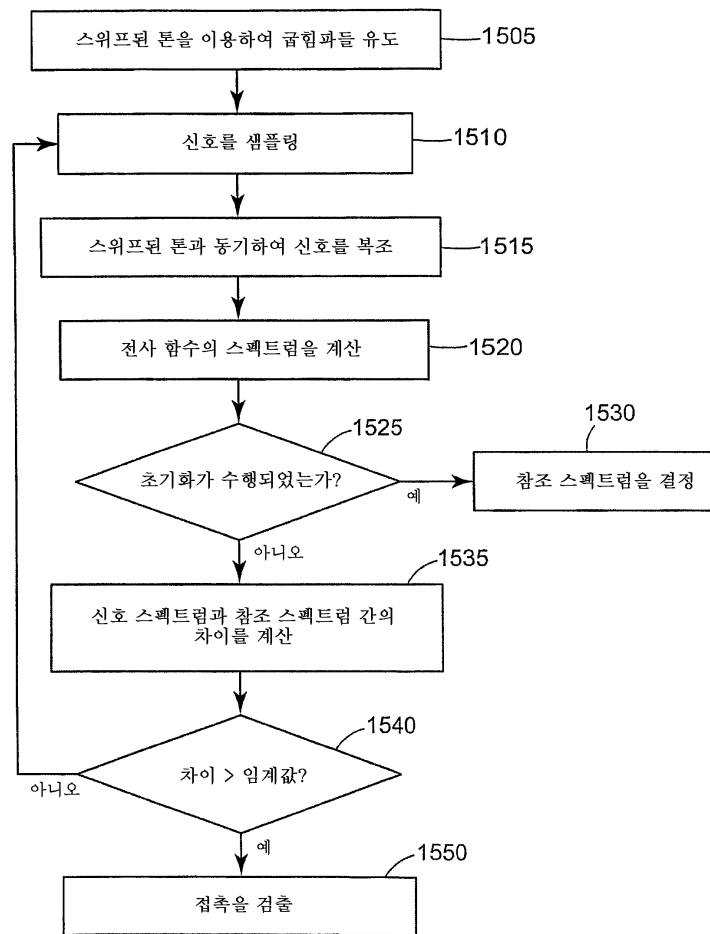 스위프된 톤을 이용하여 굽힘파들 유도
1505
신호를 샘플링
1510
스위프된 톤과 동기하여 신호를 복조
1515
전사 함수의 스펙트럼을 계산
1520
1525
초기화가 수행되었는가?
예
1530
참조 스펙트럼을 결정
아니오
1535
신호 스펙트럼과 참조 스펙트럼 간의
차이를 계산
1540
차이 > 임계값?
아니오
예
1550
접촉을 검출